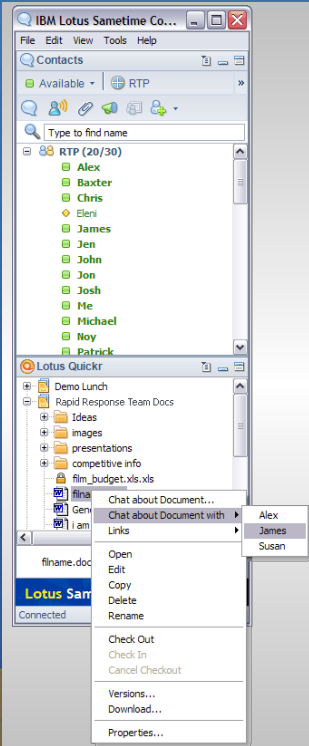 IBM Lotus Sametime Co...
File Edit View Tools Help
Contacts
Available RTP »
Type to find name
RTP (20/30)
Alex
Baxter
Chris
Eleni
James
Jen
John
Jon
Josh
Me
Michael
Noy
Patrick
Lotus Quickr
Demo Lunch
Rapid Response Team Docs
Ideas
images
presentations
competitive info
film_budget.xls.xls
filna
Gene
i am
Chat about Document...
Chat about Document with
Links
Open
Edit
Copy
Delete
Rename
Check Out
Check In
Cancel Checkout
Versions...
Download...
Properties...
Alex
James
Susan
filname.doc
Lotus Sam
Connected